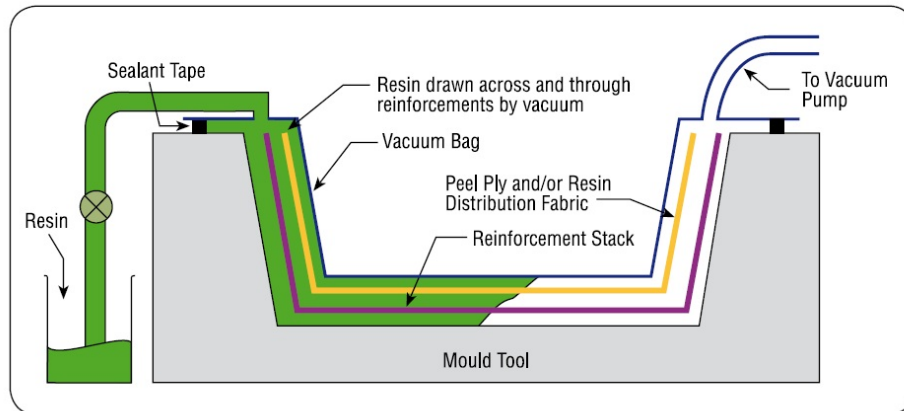 Sealant Tape
Resin drawn across and through
reinforcements by vacuum
To Vacuum
Pump
Vacuum Bag
Peel Ply and/or Resin
Distribution Fabric
Resin
Reinforcement Stack
Mould Tool